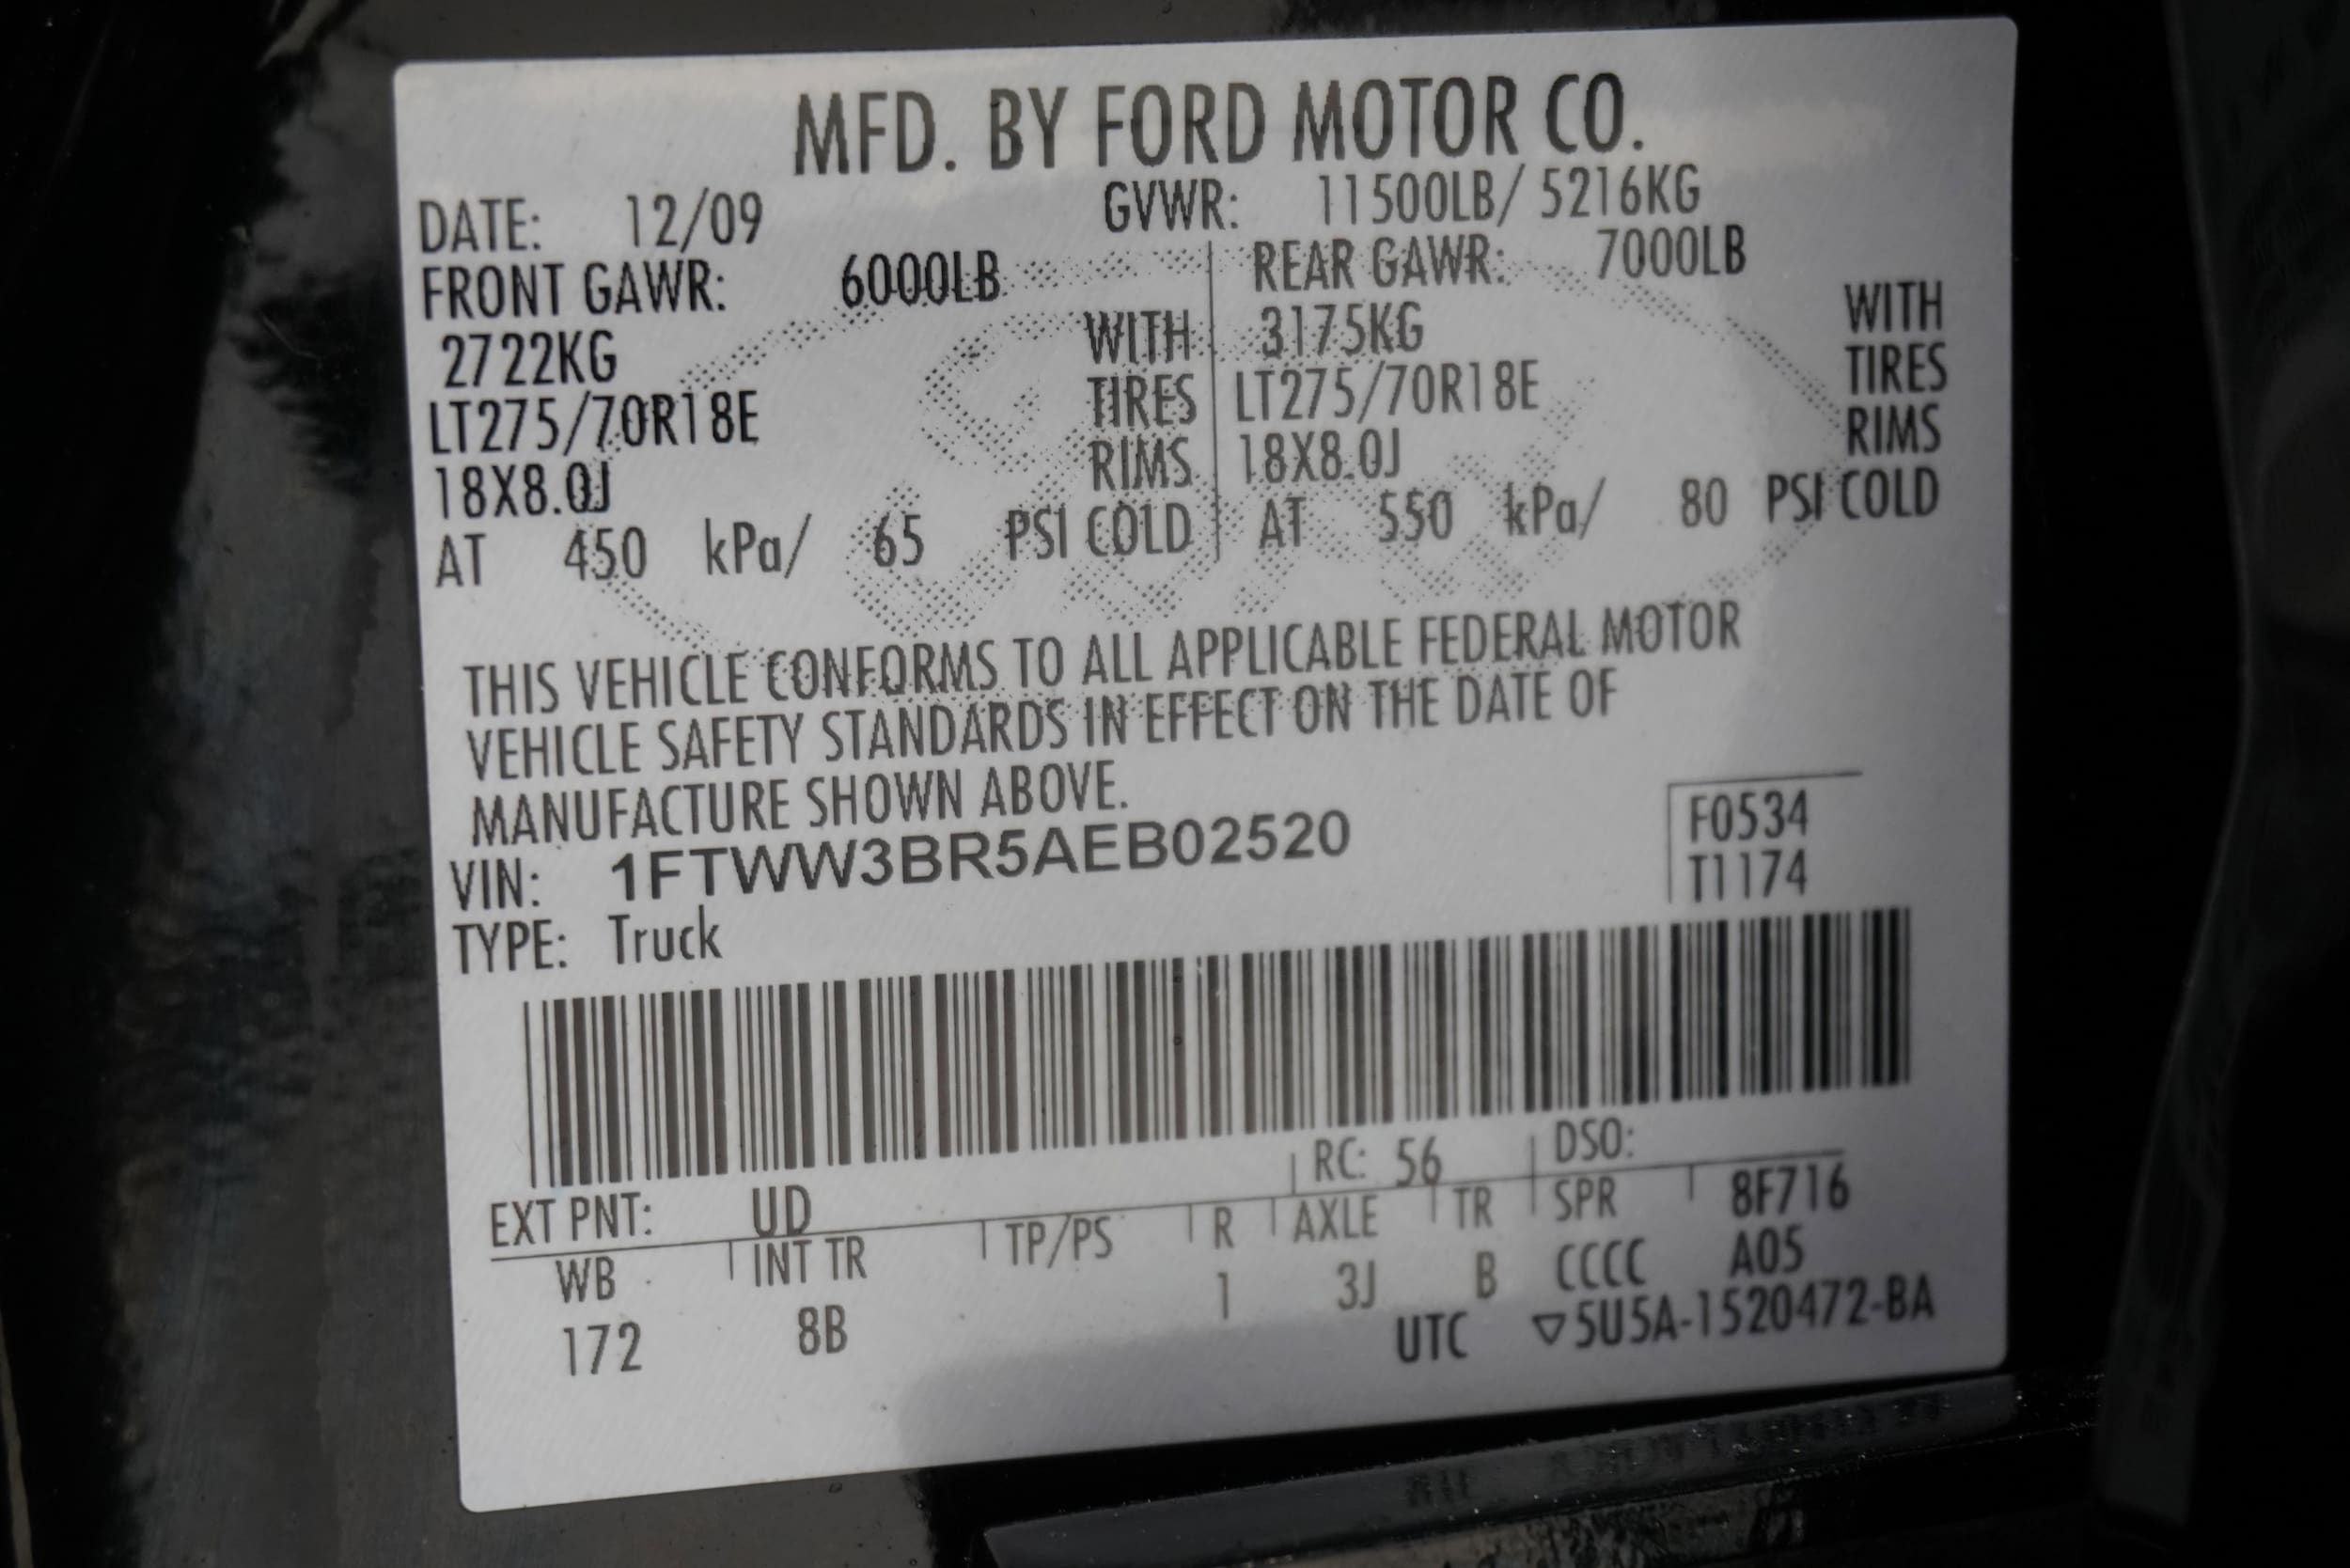 MFD. BY FORD MOTOR CO.
DATE: 12/09 GVWR: 11500LB/ 5216KG
FRONT GAWR: 6000LB REAR GAWR: 7000LB
2722KG WITH 3175KG WITH
LT275/70R18E TIRES LT275/70R18E TIRES
18X8.0J RIMS 18X8.0J RIMS
AT 450 kPa/ 65 PSI COLD AT 550 kPa/ 80 PSI COLD
THIS VEHICLE CONFORMS TO ALL APPLICABLE FEDERAL MOTOR
VEHICLE SAFETY STANDARDS IN EFFECT ON THE DATE OF
MANUFACTURE SHOWN ABOVE.
VIN: 1FTWW3BR5AEB02520
F0534
T1174
TYPE: Truck
EXT PNT: UD RC: 56 DSO:
WB INT TR TP/PS R AXLE TR SPR 8F716
172 8B 1 3J B CCCC A05
UTC ▽5U5A-1520472-BA